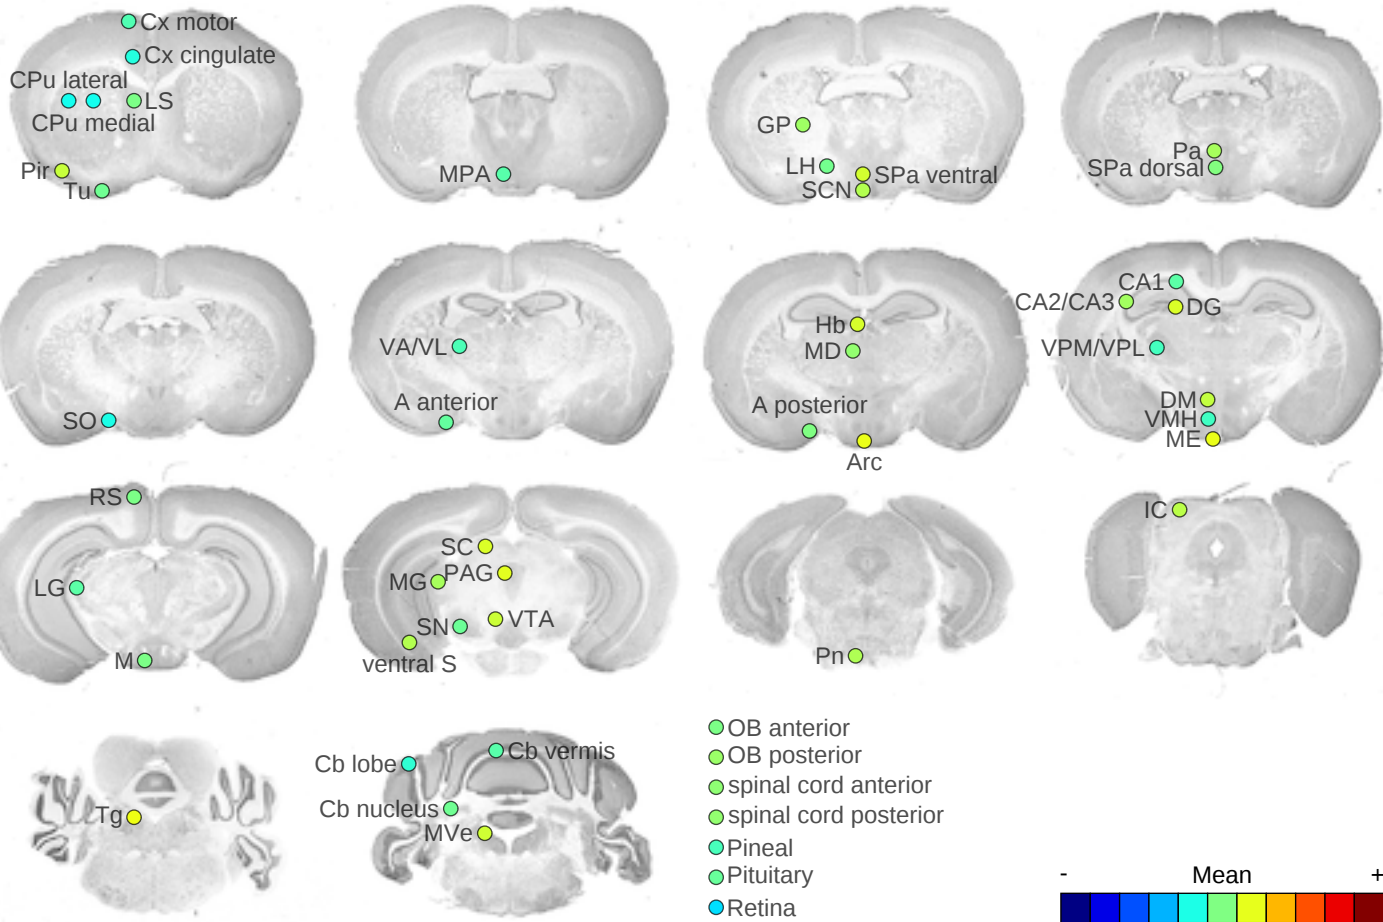 Cx motor
Cx cingulate
CPu lateral
LS
CPu medial
Pir
Tu
MPA
GP
LH
SPa ventral
SCN
Pa
SPa dorsal
SO
VA/VL
A anterior
Hb
MD
A posterior
Arc
CA1
CA2/CA3
DG
VPM/VPL
DM
VMH
ME
RS
LG
M
SC
PAG
MG
VTA
SN
ventral S
Pn
IC
Tg
Cb vermis
Cb lobe
Cb nucleus
MVe
OB anterior
OB posterior
spinal cord anterior
spinal cord posterior
Pineal
Pituitary
Retina
- Mean +